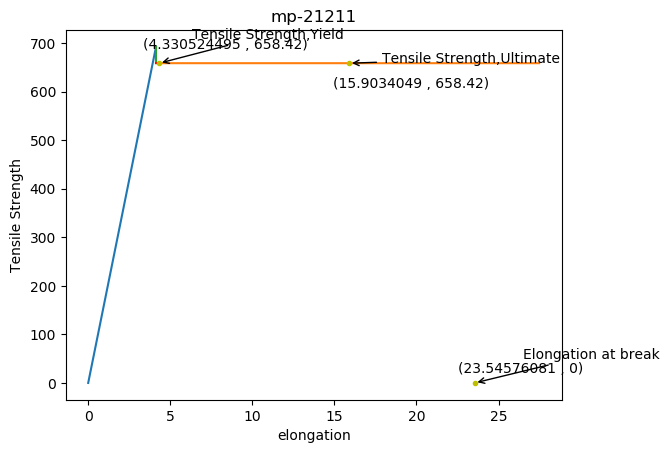 mp-21211
Tensile Strength,Yield
(4.330524495 , 658.42)
Tensile Strength,Ultimate
(15.9034049 , 658.42)
Elongation at break
(23.54576081 , 0)
Tensile Strength
700
600
500
400
300
200
100
0
0 5 10 15 20 25
elongation